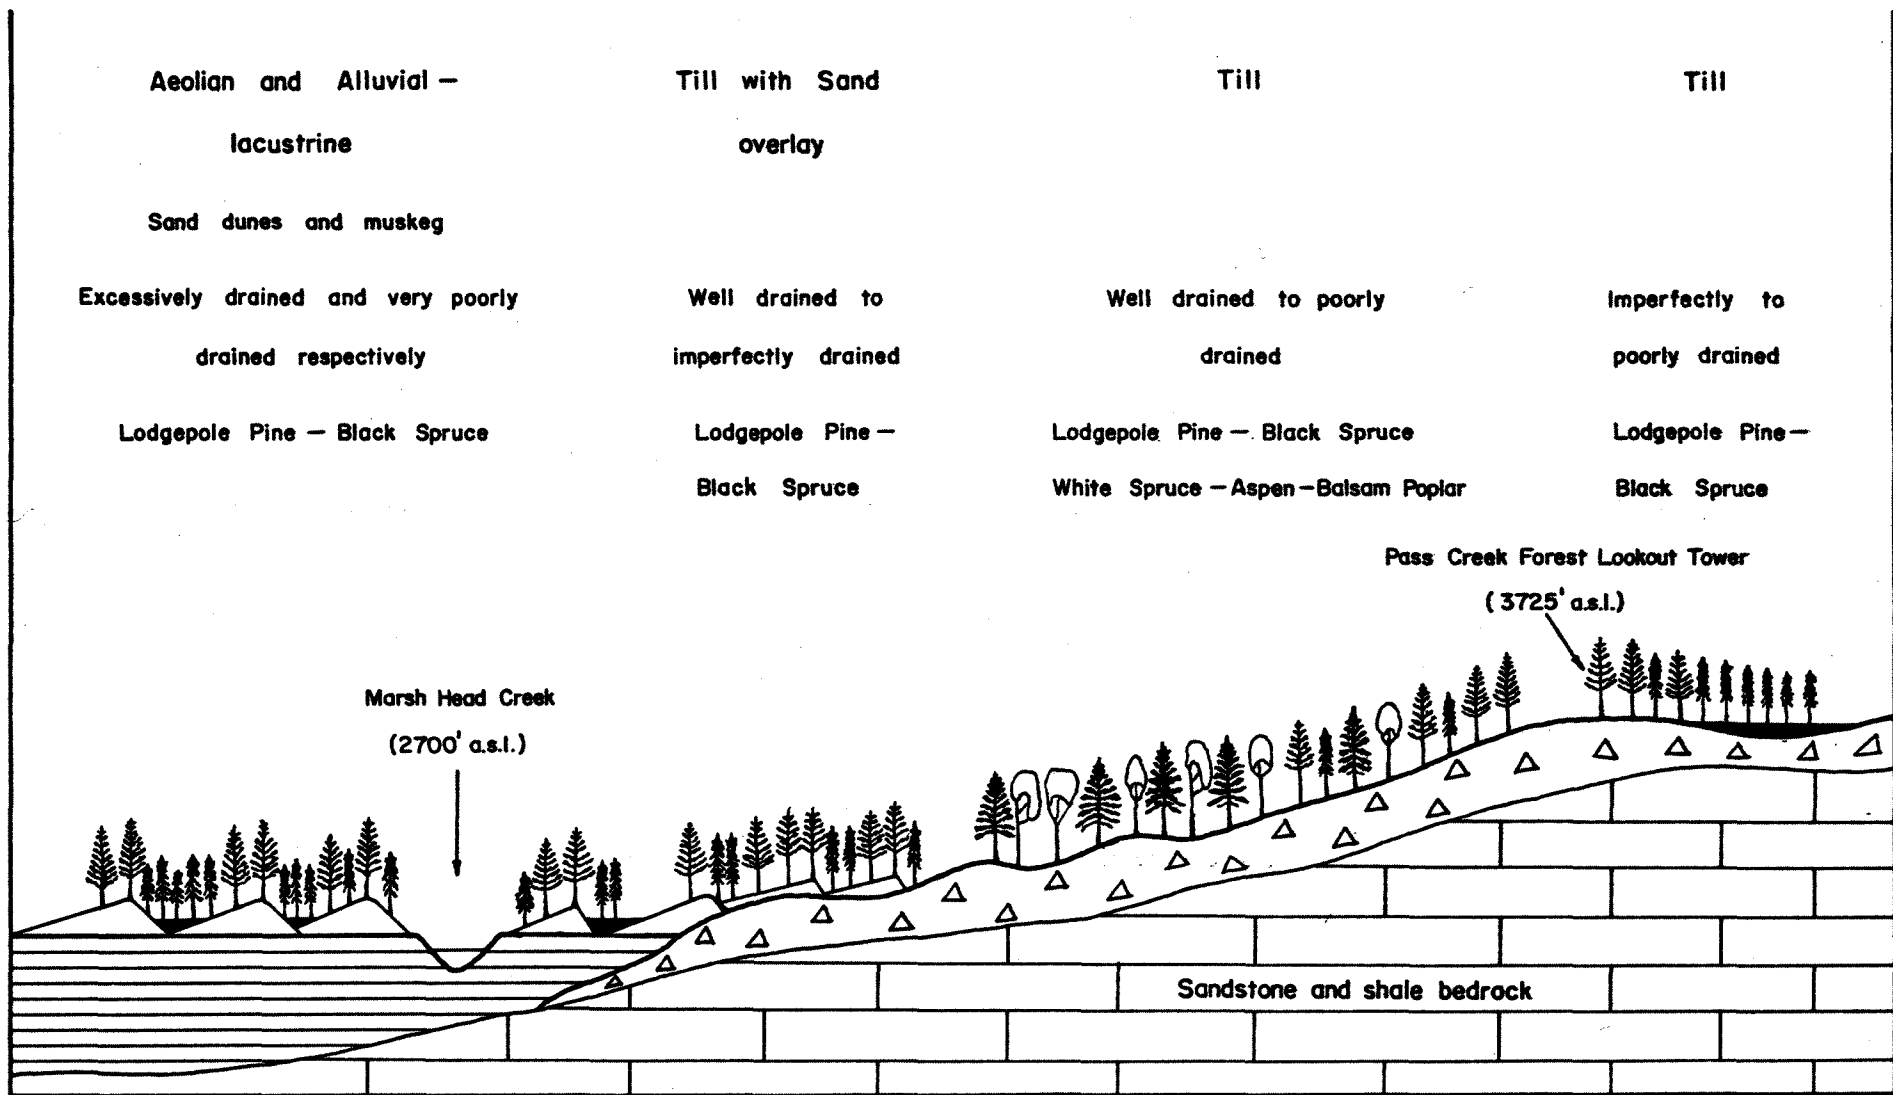 Aeolian and Alluvial –
lacustrine
Sand dunes and muskeg
Excessively drained and very poorly
drained respectively
Lodgepole Pine – Black Spruce
Till with Sand
overlay
Well drained to
imperfectly drained
Lodgepole Pine –
Black Spruce
Till
Well drained to poorly
drained
Lodgepole Pine – Black Spruce
White Spruce – Aspen – Balsam Poplar
Till
Imperfectly to
poorly drained
Lodgepole Pine –
Black Spruce
Pass Creek Forest Lookout Tower
(3725' a.s.l.)
Marsh Head Creek
(2700' a.s.l.)
Sandstone and shale bedrock